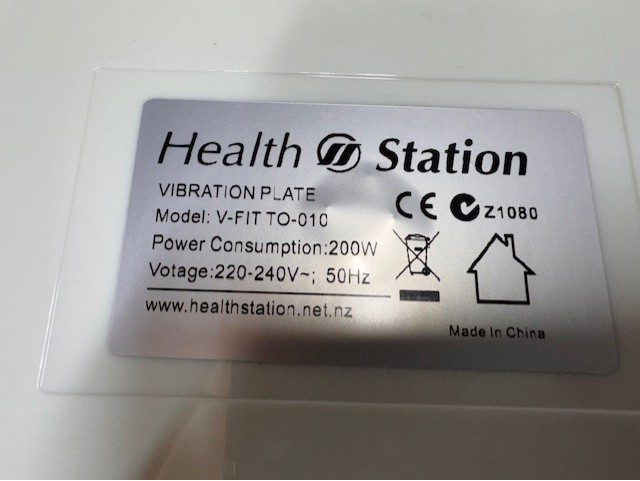 Health Station
VIBRATION PLATE
Model: V-FIT TO-010
Power Consumption:200W
Votage:220-240V~; 50Hz
www.healthstation.net.nz
CE Z1080
Made In China